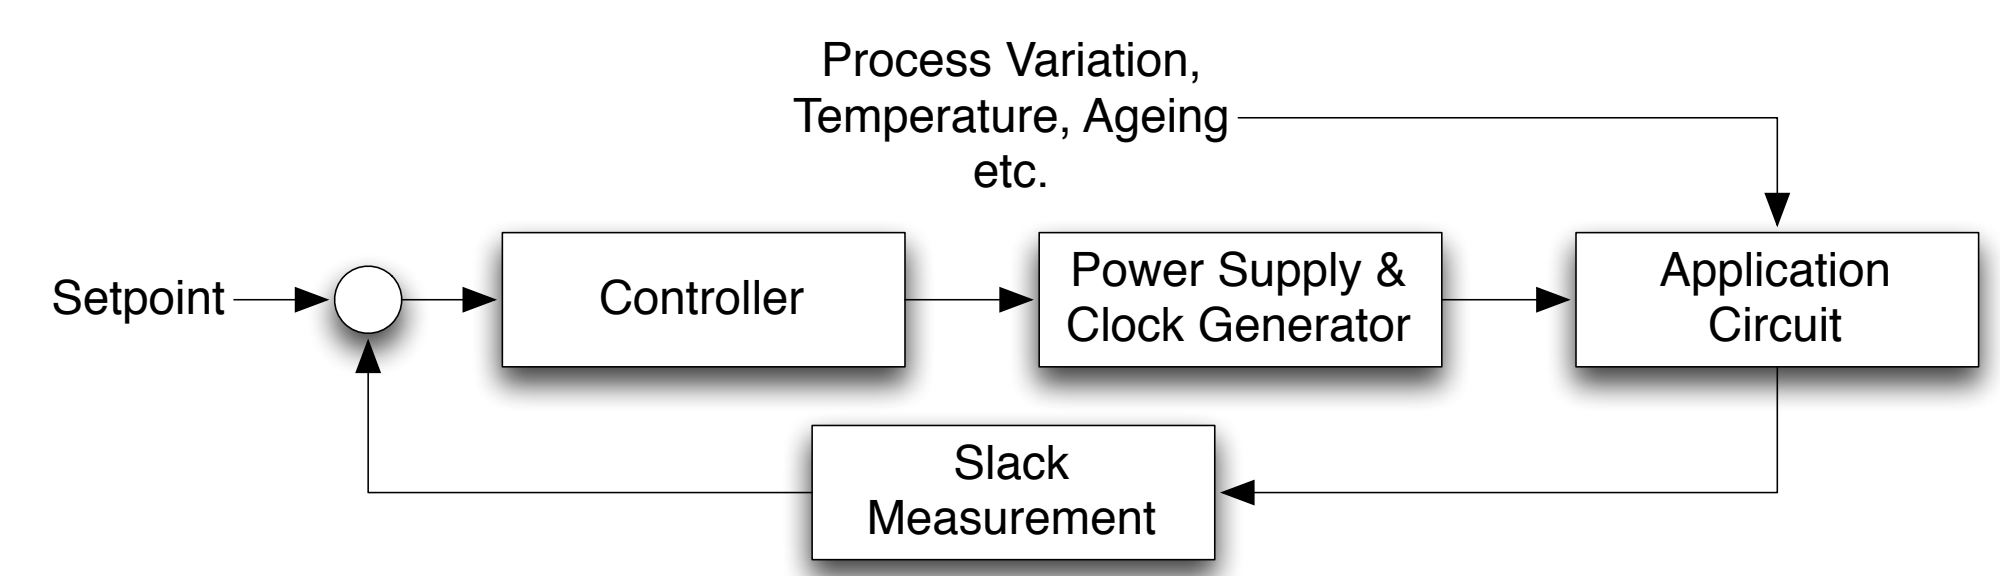 Process Variation,
Temperature, Ageing
etc.
Setpoint
Controller
Power Supply &
Clock Generator
Application
Circuit
Slack
Measurement